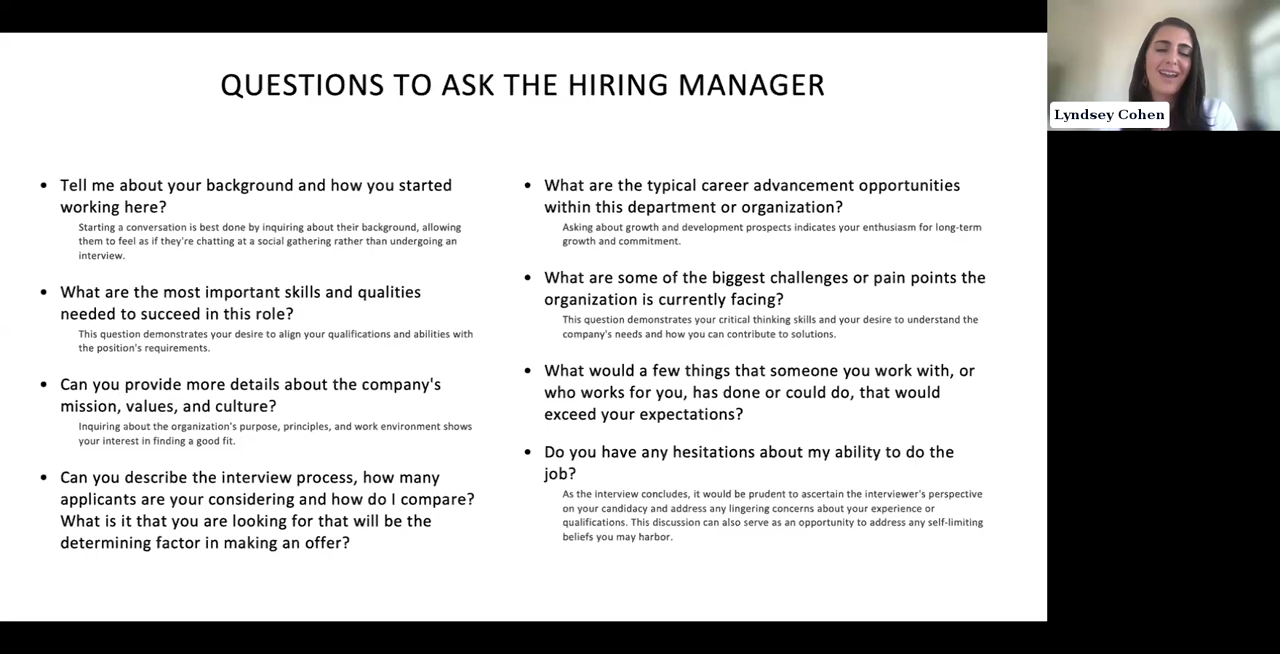 QUESTIONS TO ASK THE HIRING MANAGER
Lyndsey Cohen
• Tell me about your background and how you started
working here?
Starting a conversation is best done by inquiring about their background, allowing
them to feel as if they're chatting at a social gathering rather than undergoing an
interview.
• What are the most important skills and qualities
needed to succeed in this role?
This question demonstrates your desire to align your qualifications and abilities with
the position's requirements.
• Can you provide more details about the company's
mission, values, and culture?
Inquiring about the organization's purpose, principles, and work environment shows
your interest in finding a good fit.
• Can you describe the interview process, how many
applicants are your considering and how do I compare?
What is it that you are looking for that will be the
determining factor in making an offer?
• What are the typical career advancement opportunities
within this department or organization?
Asking about growth and development prospects indicates your enthusiasm for long-term
growth and commitment.
• What are some of the biggest challenges or pain points the
organization is currently facing?
This question demonstrates your critical thinking skills and your desire to understand the
company's needs and how you can contribute to solutions.
• What would a few things that someone you work with, or
who works for you, has done or could do, that would
exceed your expectations?
• Do you have any hesitations about my ability to do the
job?
As the interview concludes, it would be prudent to ascertain the interviewer's perspective
on your candidacy and address any lingering concerns about your experience or
qualifications. This discussion can also serve as an opportunity to address any self-limiting
beliefs you may harbor.